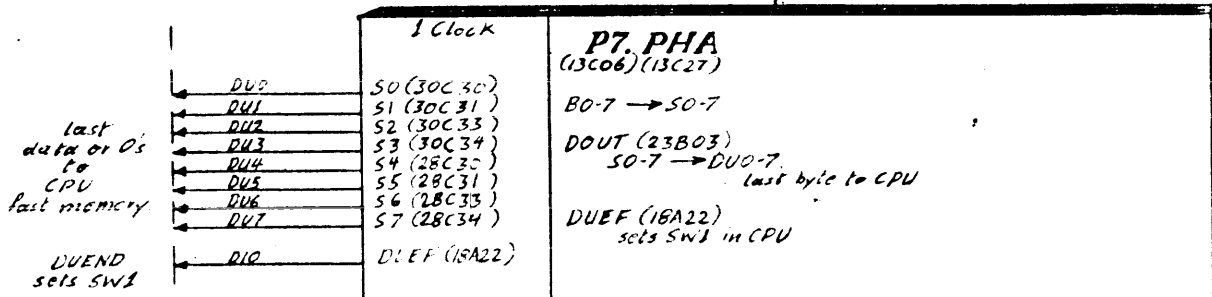 1 Clock
P7. PHA
(13C06)(13C27)
DU0 S0 (30C30)
DU1 S1 (30C31) B0-7 → S0-7
DU2 S2 (30C33)
DU3 S3 (30C34) DOUT (23B03)
DU4 S4 (28C30) S0-7 → DU0-7
DU5 S5 (28C31) last byte to CPU
DU6 S6 (28C33)
DU7 S7 (28C34) DUEF (18A22)
sets SW1 in CPU
last
data or 0's
to
CPU
fast memory
DUEND DIO DLEF (18A22)
sets SW1